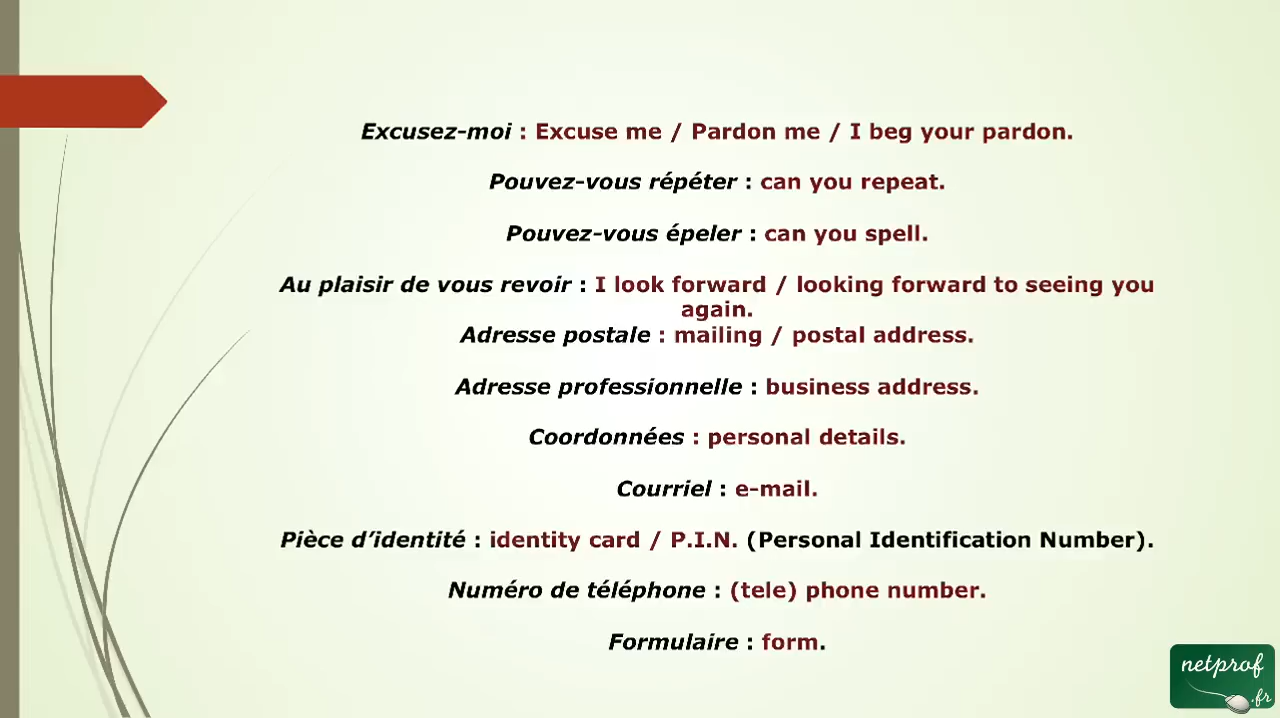 Excusez-moi : Excuse me / Pardon me / I beg your pardon.
Pouvez-vous répéter : can you repeat.
Pouvez-vous épeler : can you spell.
Au plaisir de vous revoir : I look forward / looking forward to seeing you
again.
Adresse postale : mailing / postal address.
Adresse professionnelle : business address.
Coordonnées : personal details.
Courriel : e-mail.
Pièce d’identité : identity card / P.I.N. (Personal Identification Number).
Numéro de téléphone : (tele) phone number.
Formulaire : form.
netprof
.fr